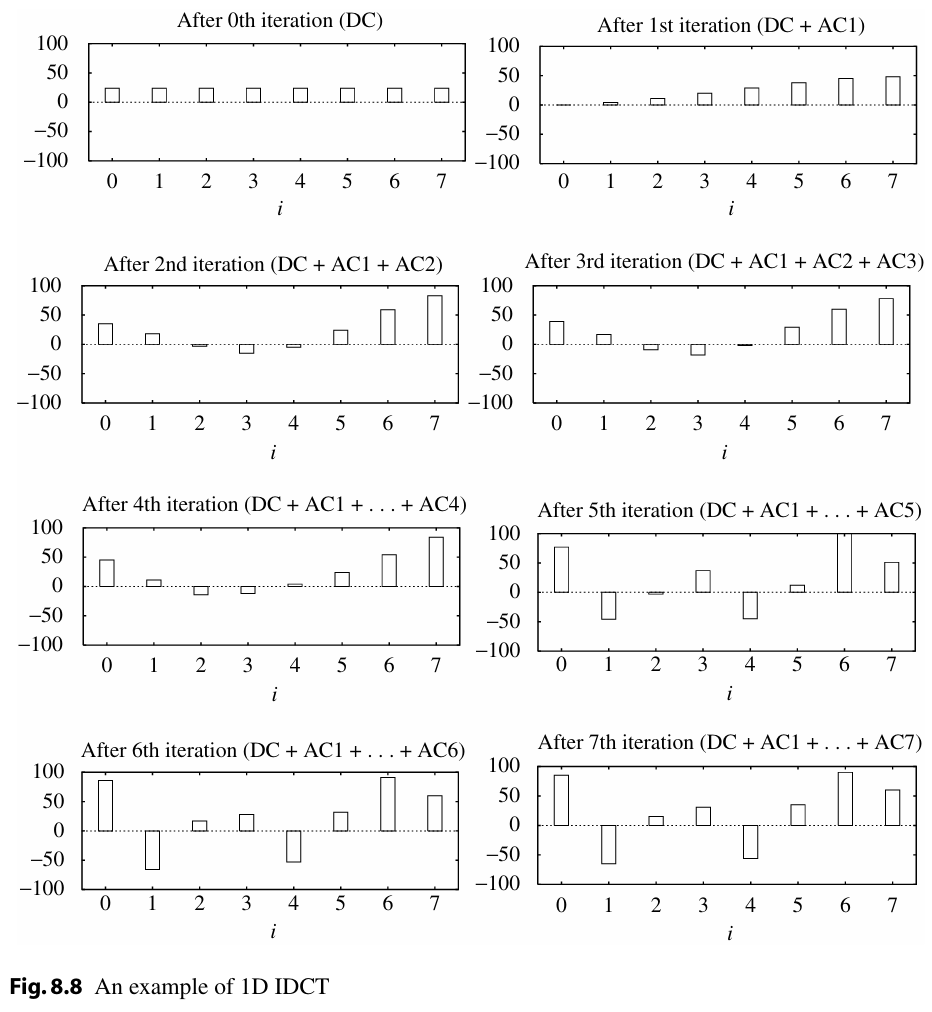 After 0th iteration (DC)
100
50
0
−50
−100
0 1 2 3 4 5 6 7
i
After 1st iteration (DC + AC1)
100
50
0
−50
−100
0 1 2 3 4 5 6 7
i
After 2nd iteration (DC + AC1 + AC2)
100
50
0
−50
−100
0 1 2 3 4 5 6 7
i
After 3rd iteration (DC + AC1 + AC2 + AC3)
100
50
0
−50
−100
0 1 2 3 4 5 6 7
i
After 4th iteration (DC + AC1 + . . . + AC4)
100
50
0
−50
−100
0 1 2 3 4 5 6 7
i
After 5th iteration (DC + AC1 + . . . + AC5)
100
50
0
−50
−100
0 1 2 3 4 5 6 7
i
After 6th iteration (DC + AC1 + . . . + AC6)
100
50
0
−50
−100
0 1 2 3 4 5 6 7
i
After 7th iteration (DC + AC1 + . . . + AC7)
100
50
0
−50
−100
0 1 2 3 4 5 6 7
i
Fig. 8.8 An example of 1D IDCT